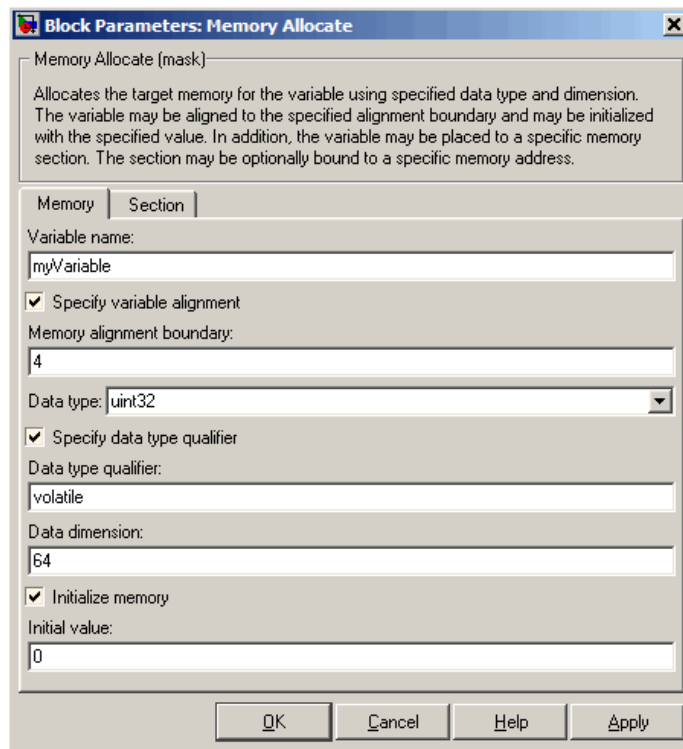 Block Parameters: Memory Allocate
Memory Allocate (mask)
Allocates the target memory for the variable using specified data type and dimension.
The variable may be aligned to the specified alignment boundary and may be initialized
with the specified value. In addition, the variable may be placed to a specific memory
section. The section may be optionally bound to a specific memory address.
Memory Section
Variable name:
myVariable
Specify variable alignment
Memory alignment boundary:
4
Data type: uint32
Specify data type qualifier
Data type qualifier:
volatile
Data dimension:
64
Initialize memory
Initial value:
0
OK Cancel Help Apply